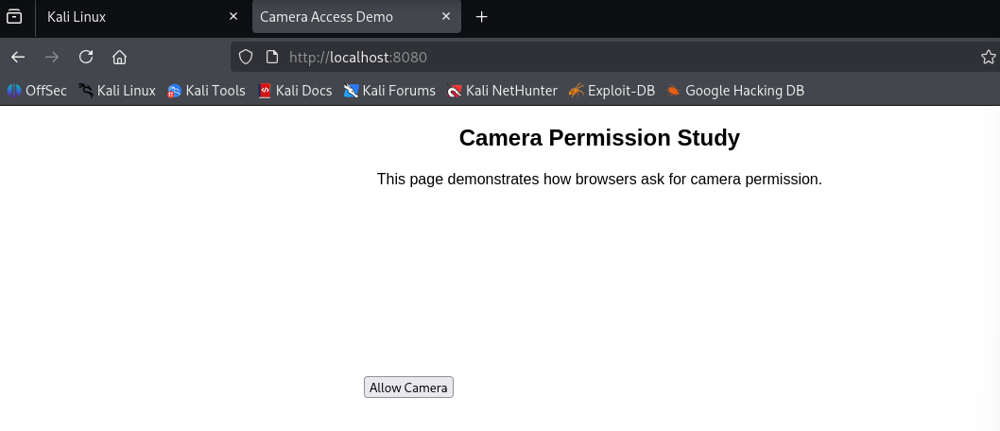 Kali Linux
Camera Access Demo
http://localhost:8080
OffSec Kali Linux Kali Tools Kali Docs Kali Forums Kali NetHunter Exploit-DB Google Hacking DB
Camera Permission Study
This page demonstrates how browsers ask for camera permission.
Allow Camera